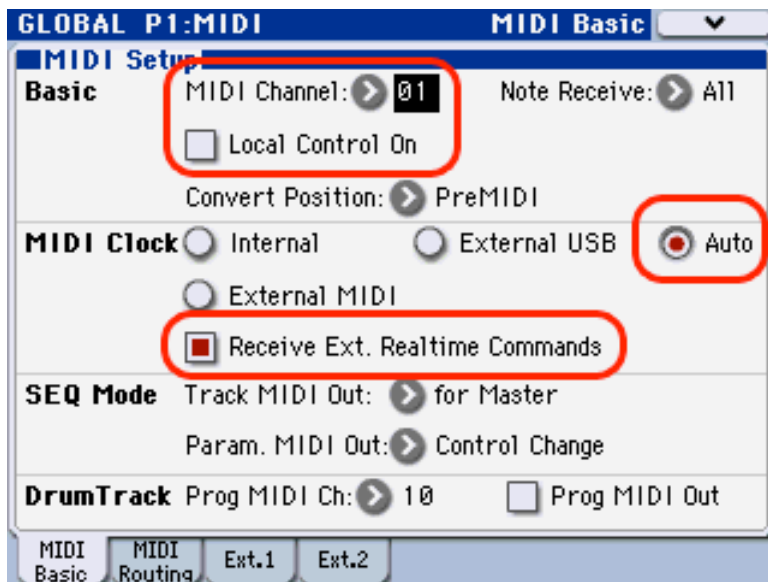 GLOBAL P1:MIDI MIDI Basic
MIDI Setup
Basic MIDI Channel: 01 Note Receive: All
Local Control On
Convert Position: PreMIDI
MIDI Clock Internal External USB Auto
External MIDI
Receive Ext. Realtime Commands
SEQ Mode Track MIDI Out: for Master
Param. MIDI Out: Control Change
DrumTrack Prog MIDI Ch: 10 Prog MIDI Out
MIDI Basic MIDI Routing Ext.1 Ext.2